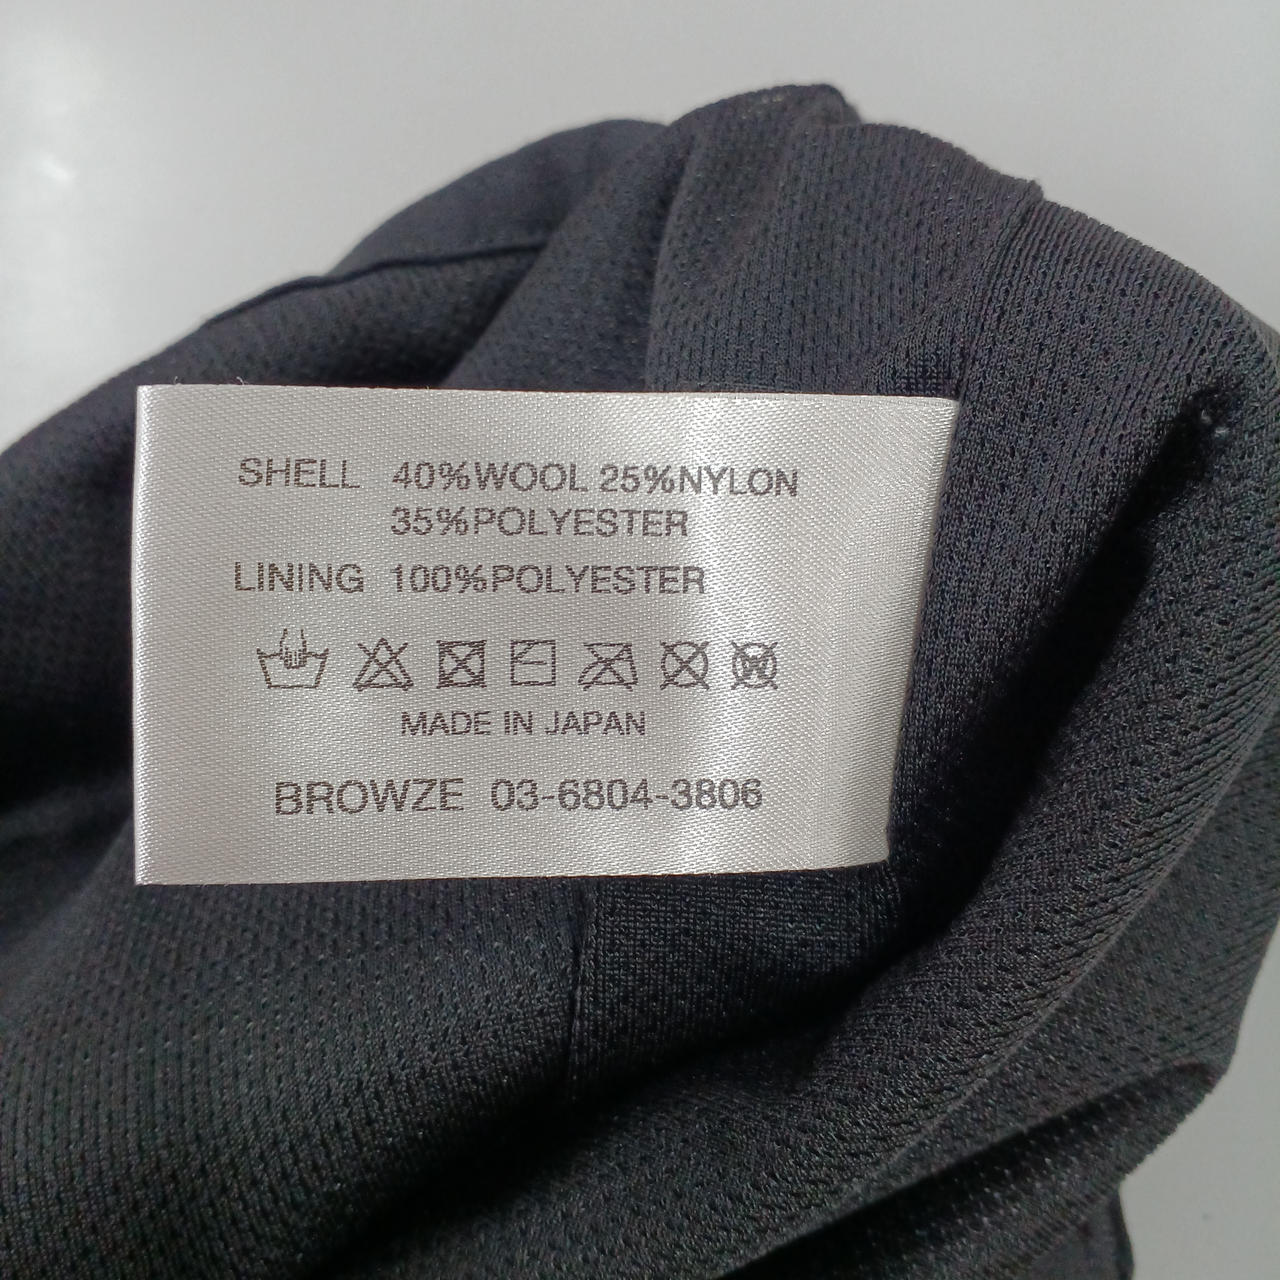 SHELL 40%WOOL 25%NYLON
35%POLYESTER
LINING 100%POLYESTER
W
MADE IN JAPAN
BROWZE 03-6804-3806